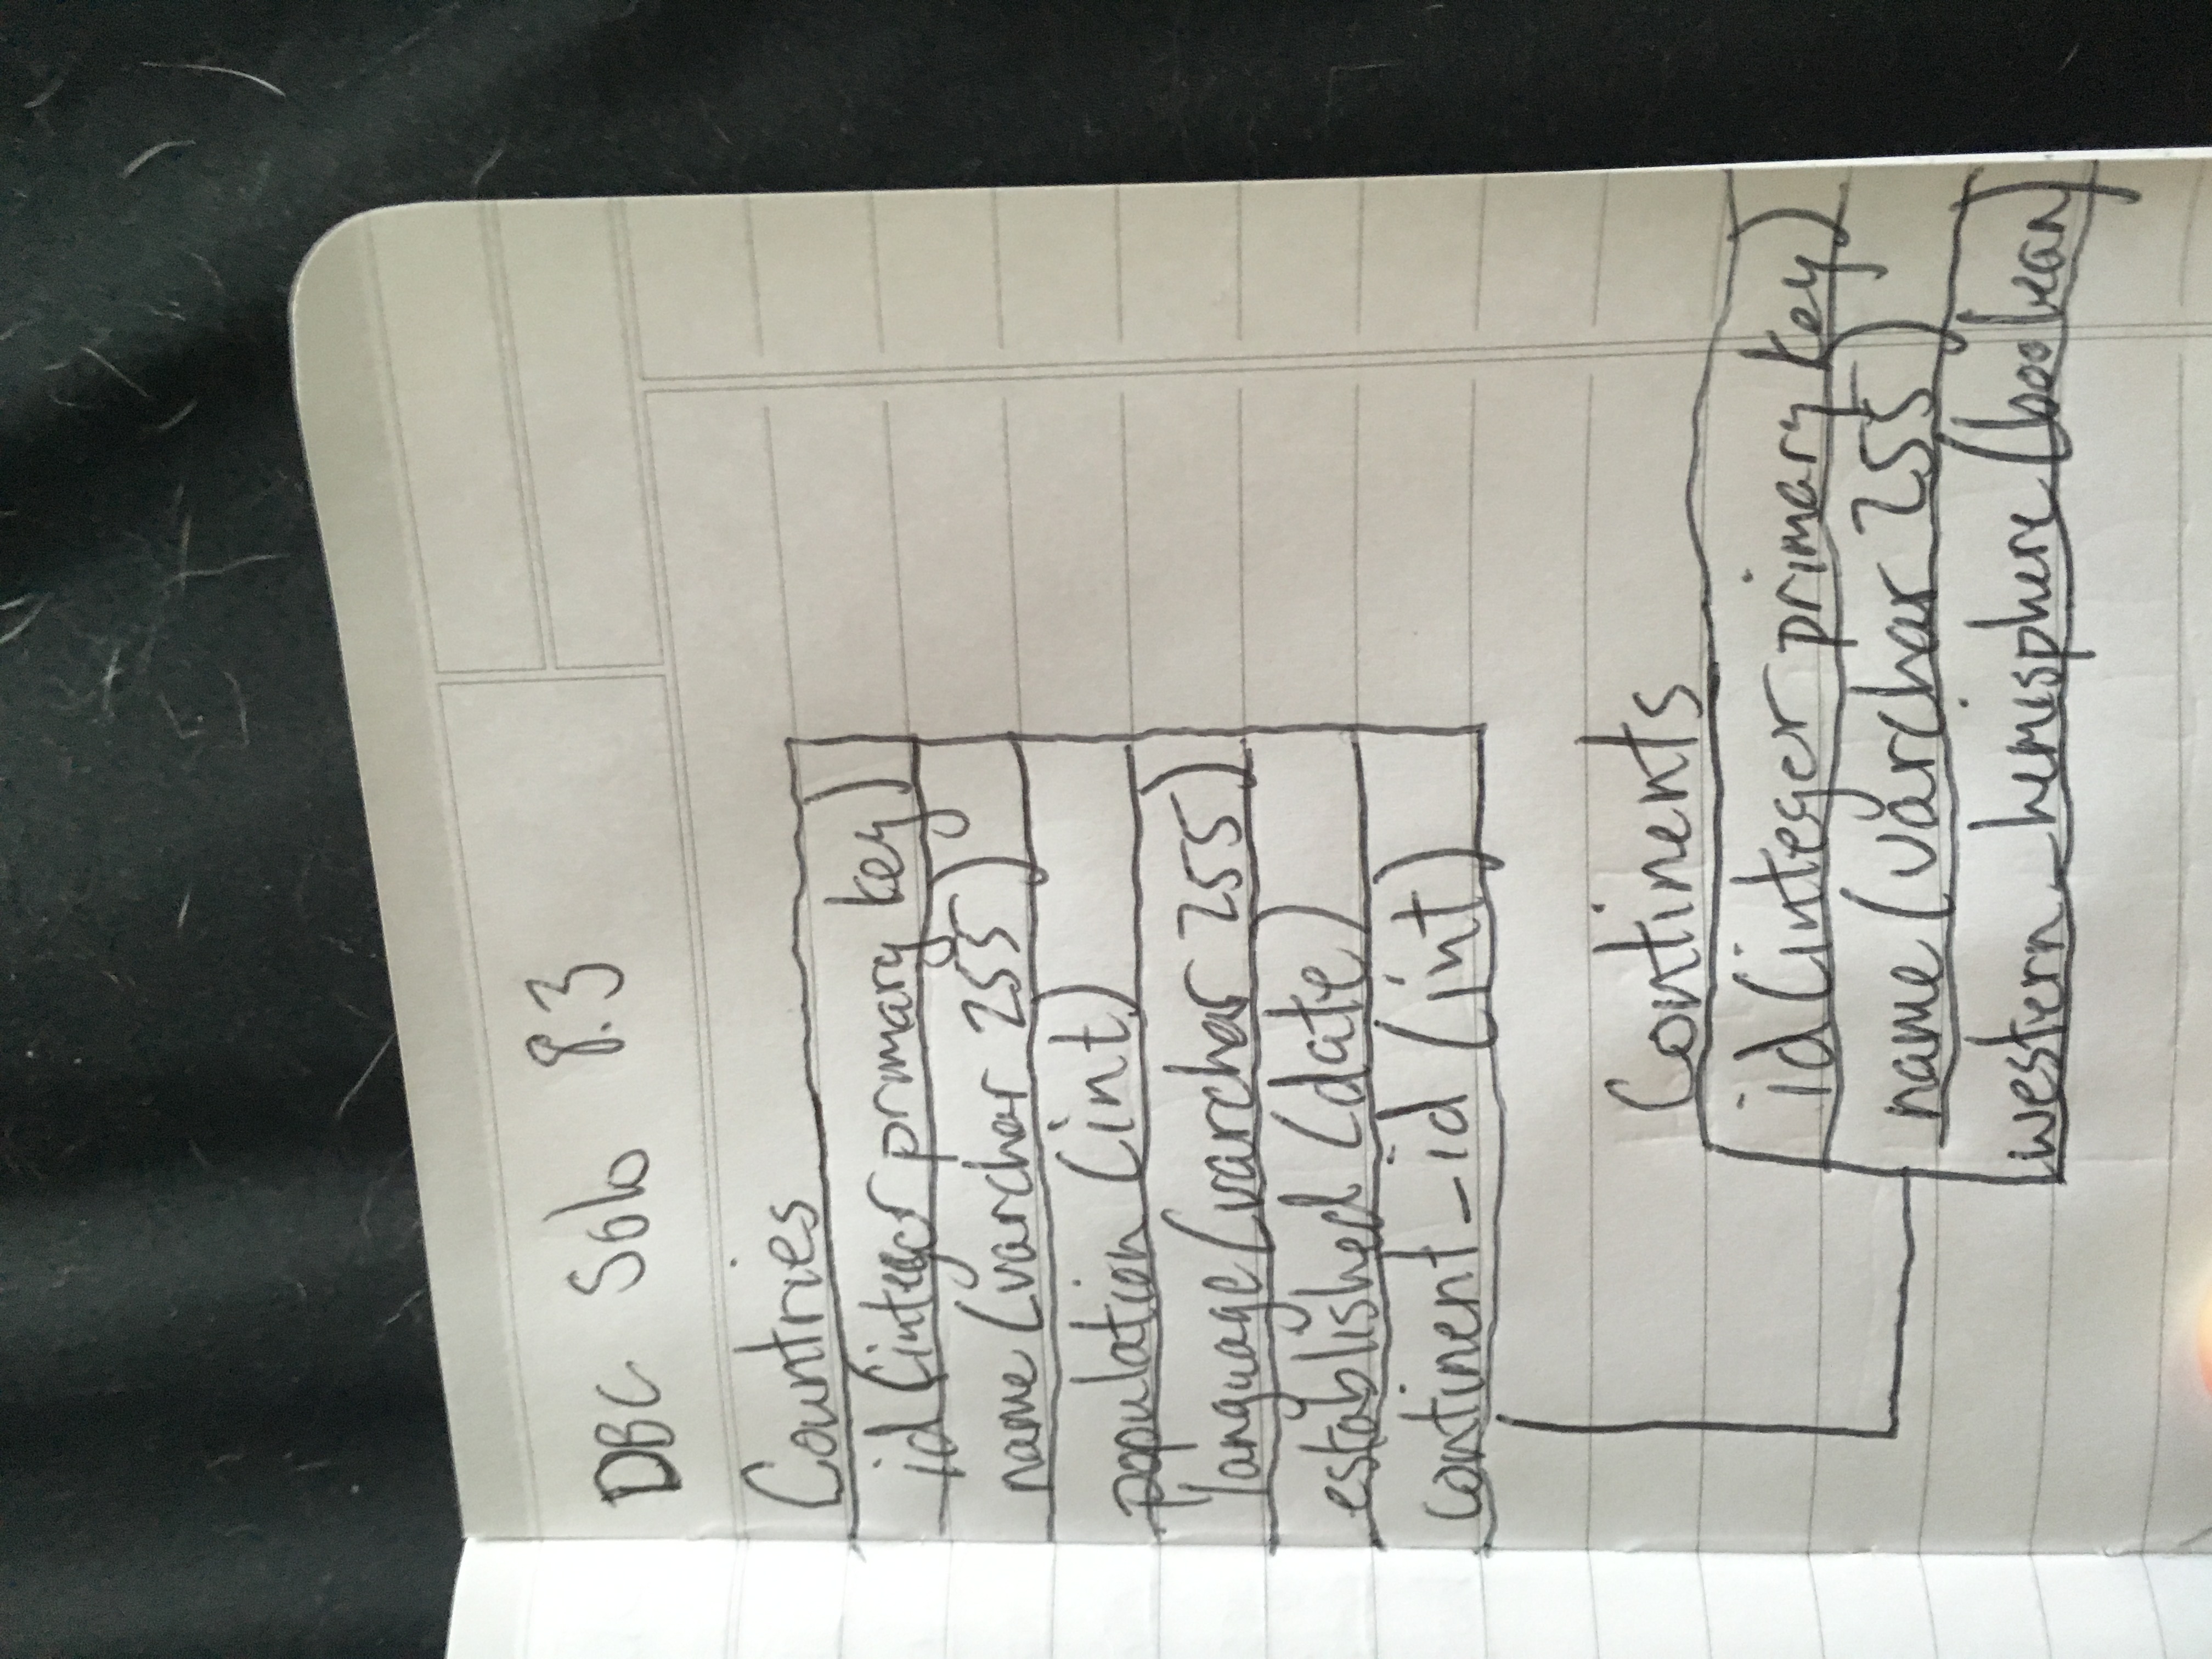 DBC Solo 8.3
Countries
id (integer primary key)
name (varchar 255)
population (int)
language (varchar 255)
established (date)
continent_id (int)
Continents
id (integer primary key)
name (varchar 255)
western_hemisphere (boolean)